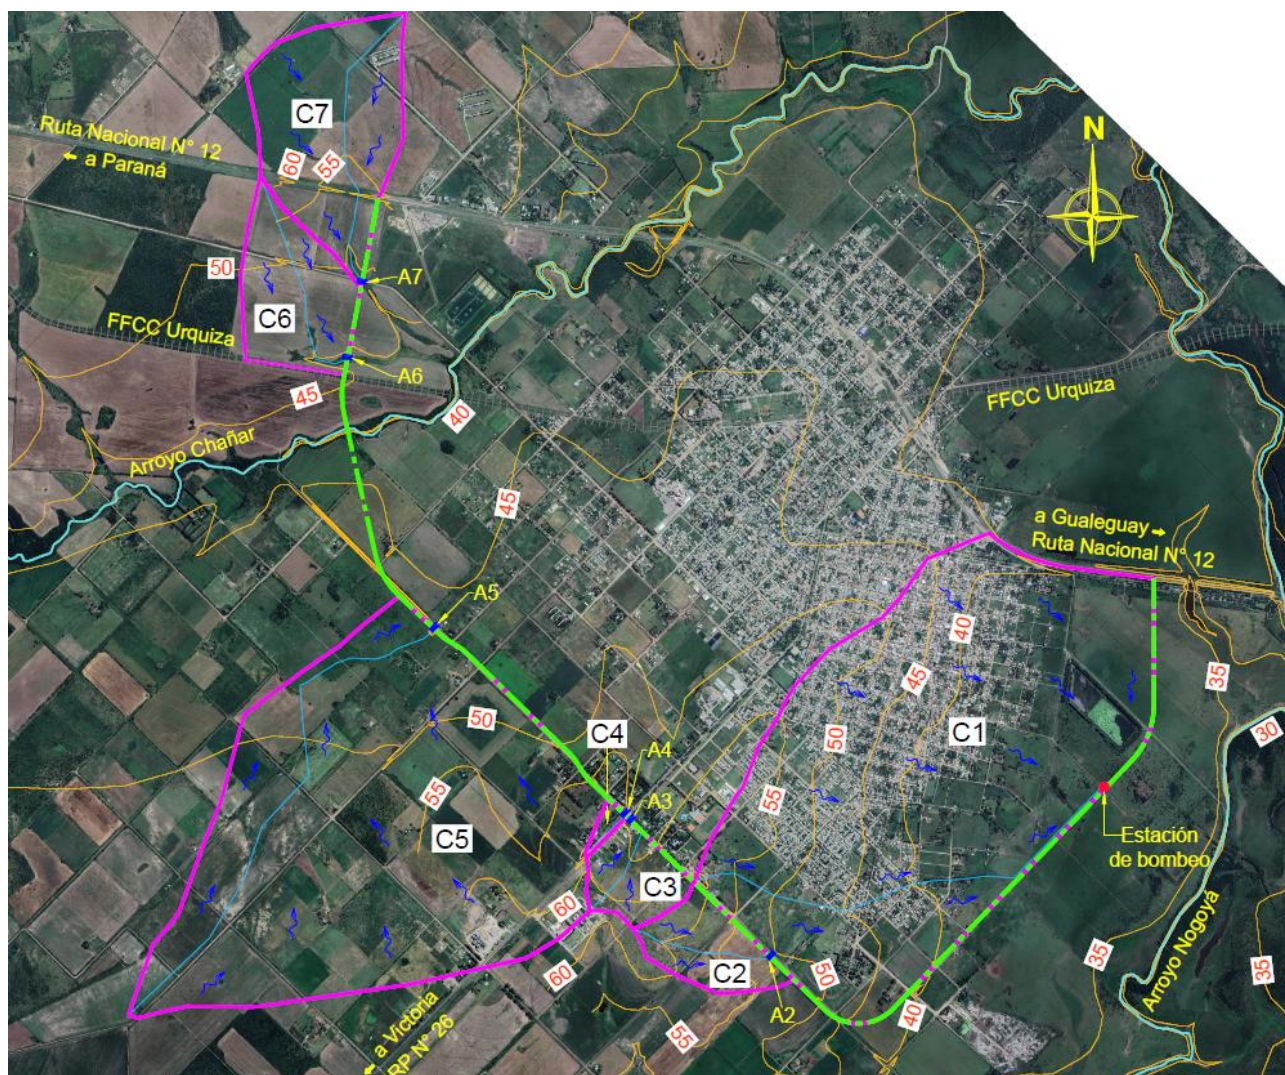 C7
Ruta Nacional N° 12
a Paraná
60
55
N
50
A7
C6
FFCC Urquiza
A6
45
40
FFCC Urquiza
Arroyo Chañar
45
a Gualeguay
Ruta Nacional N° 12
A5
40
35
45
50
C4
A4
50
C1
30
55
55
A3
C5
Estación
de bombeo
C3
60
35
60
C2
50
Arroyo Nogoyá
35
A2
40
a Victoria
RP N° 26
55